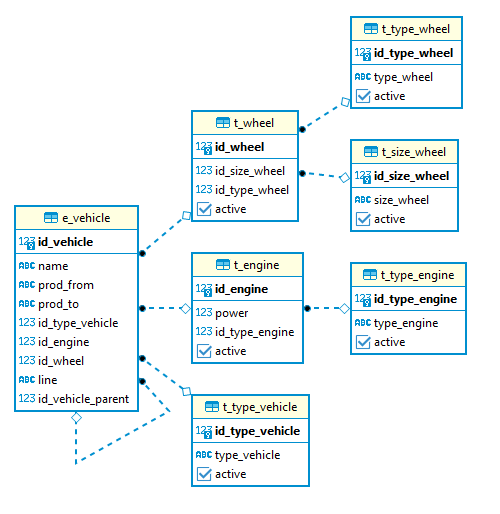 t_type_wheel
123 id_type_wheel
ABC type_wheel
active
t_wheel
123 id_wheel
123 id_size_wheel
123 id_type_wheel
active
t_size_wheel
123 id_size_wheel
ABC size_wheel
active
e_vehicle
123 id_vehicle
ABC name
ABC prod_from
ABC prod_to
123 id_type_vehicle
123 id_engine
123 id_wheel
ABC line
123 id_vehicle_parent
t_engine
123 id_engine
123 power
123 id_type_engine
active
t_type_engine
123 id_type_engine
ABC type_engine
active
t_type_vehicle
123 id_type_vehicle
ABC type_vehicle
active